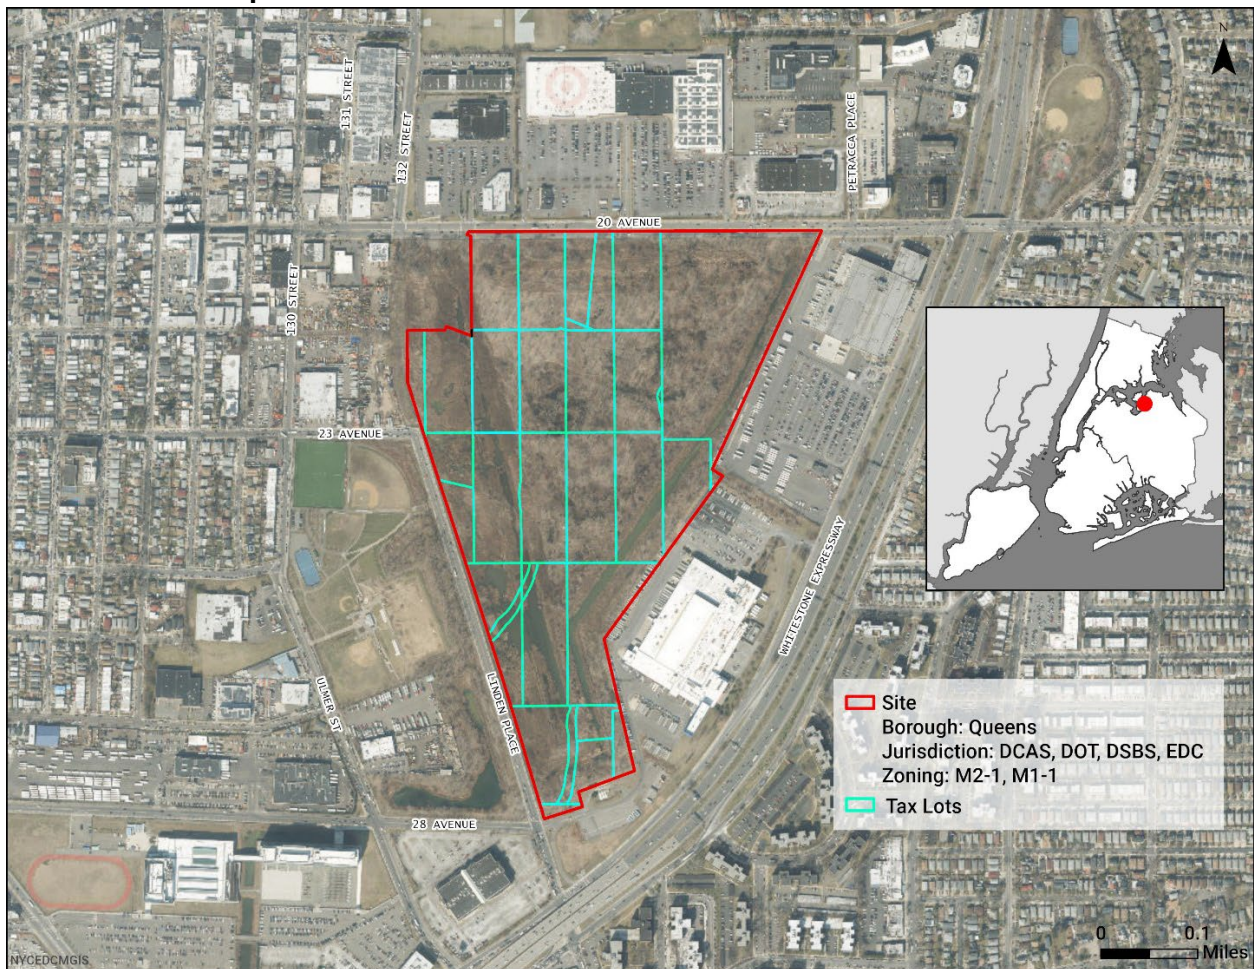 N
131 STREET
132 STREET
PETRACCA PLACE
20 AVENUE
130 STREET
23 AVENUE
WHITESTONE EXPRESSWAY
ULMER ST
LINDEN PLACE
28 AVENUE
Site
Borough: Queens
Jurisdiction: DCAS, DOT, DSBS, EDC
Zoning: M2-1, M1-1
Tax Lots
0 0.1
Miles
NYCEDCMGIS